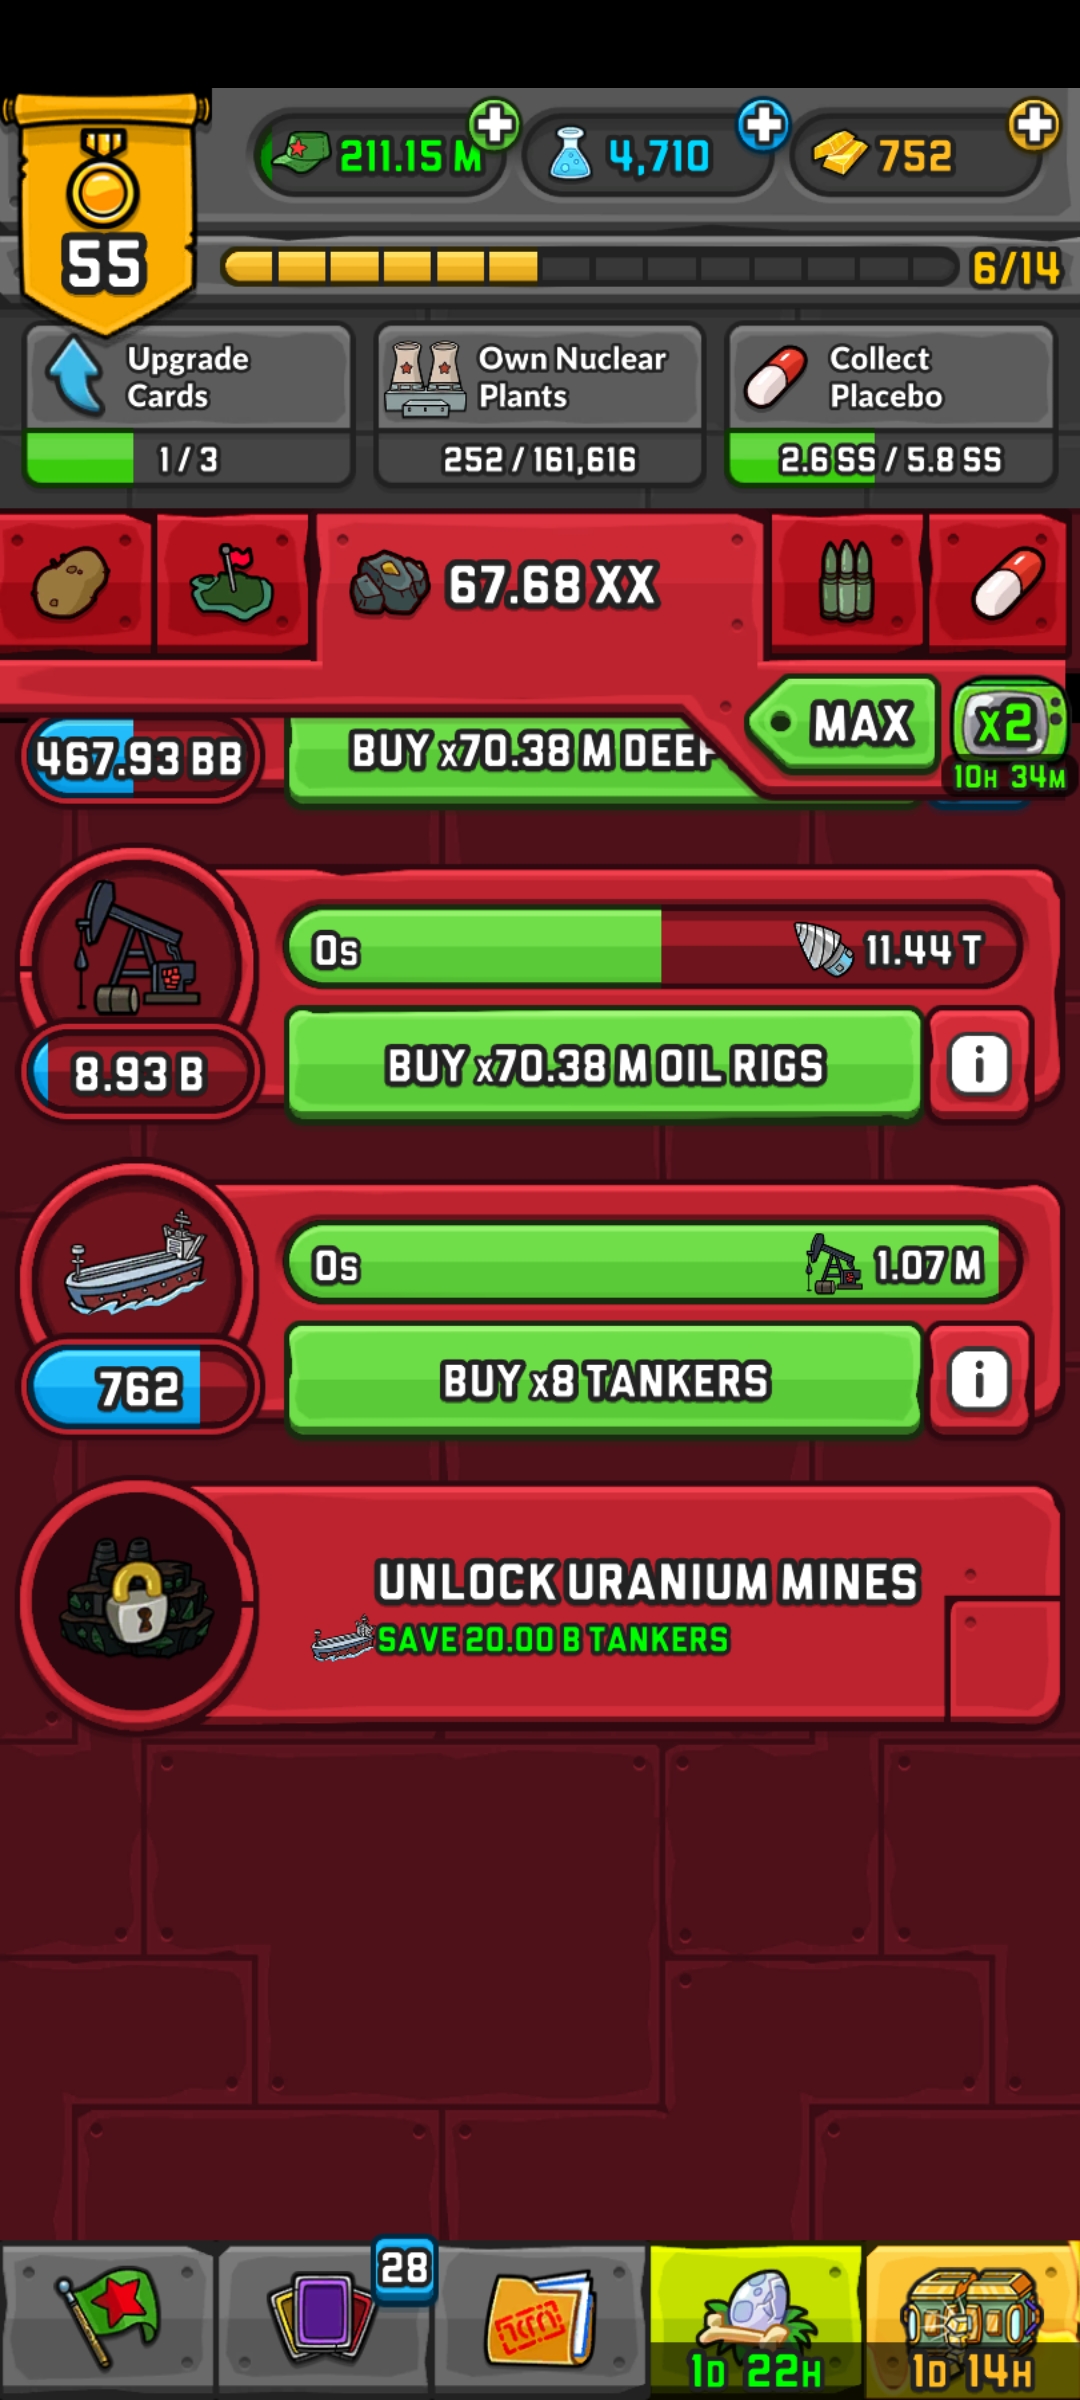 211.15 M
4,710
752
55
6/14
Upgrade
Cards
1 / 3
Own Nuclear
Plants
252 / 161,616
Collect
Placebo
2.6 SS / 5.8 SS
67.68 XX
MAX
x2
10H 34M
467.93 BB
BUY x70.38 M DEEP
0s
11.44 T
8.93 B
BUY x70.38 M OIL RIGS
i
0s
1.07 M
762
BUY x8 TANKERS
i
UNLOCK URANIUM MINES
SAVE 20.00 B TANKERS
28
1D 22H
1D 14H